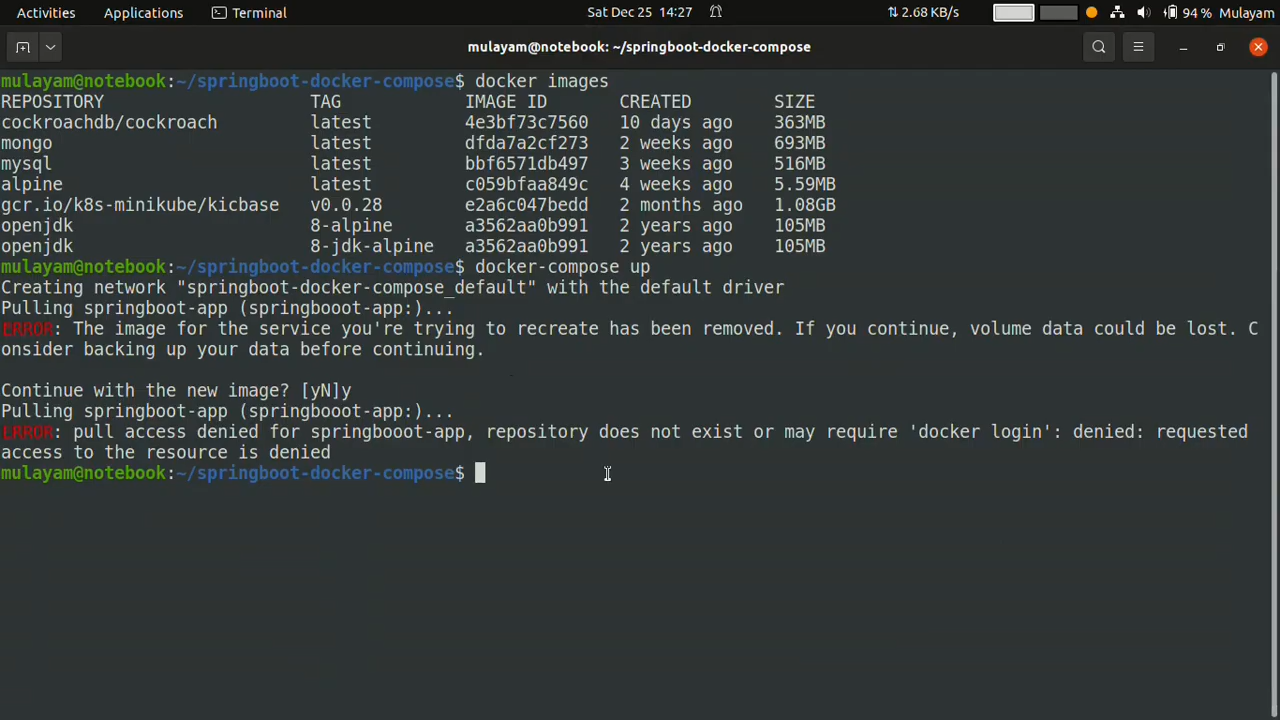 Activities Applications Terminal Sat Dec 25 14:27 2.68 KB/s 94 % Mulayam
mulayam@notebook: ~/springboot-docker-compose
mulayam@notebook:~/springboot-docker-compose$ docker images
REPOSITORY TAG IMAGE ID CREATED SIZE
cockroachdb/cockroach latest 4e3bf73c7560 10 days ago 363MB
mongo latest dfda7a2cf273 2 weeks ago 693MB
mysql latest bbf6571db497 3 weeks ago 516MB
alpine latest c059bfaa849c 4 weeks ago 5.59MB
gcr.io/k8s-minikube/kicbase v0.0.28 e2a6c047bedd 2 months ago 1.08GB
openjdk 8-alpine a3562aa0b991 2 years ago 105MB
openjdk 8-jdk-alpine a3562aa0b991 2 years ago 105MB
mulayam@notebook:~/springboot-docker-compose$ docker-compose up
Creating network "springboot-docker-compose_default" with the default driver
Pulling springboot-app (springbooot-app:)...
ERROR: The image for the service you're trying to recreate has been removed. If you continue, volume data could be lost. C
onsider backing up your data before continuing.
Continue with the new image? [yN]y
Pulling springboot-app (springbooot-app:)...
ERROR: pull access denied for springbooot-app, repository does not exist or may require 'docker login': denied: requested
access to the resource is denied
mulayam@notebook:~/springboot-docker-compose$